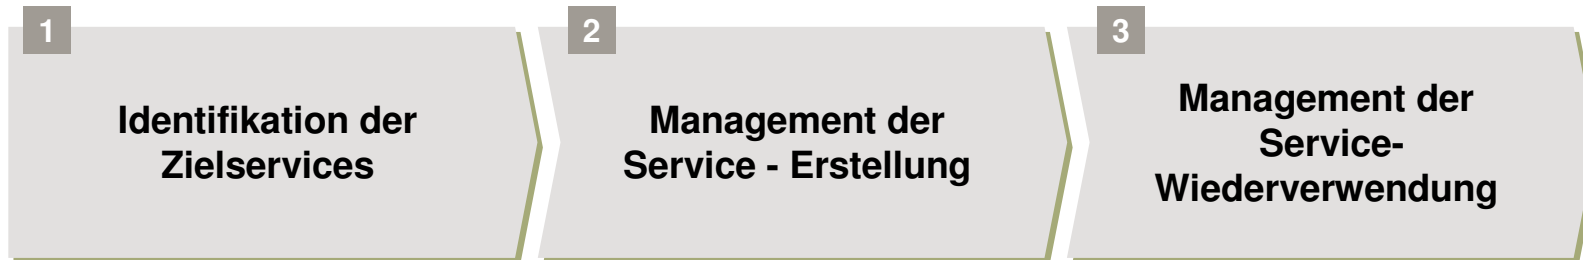 1
Identifikation der
Zielservices
2
Management der
Service - Erstellung
3
Management der
Service-
Wiederverwendung